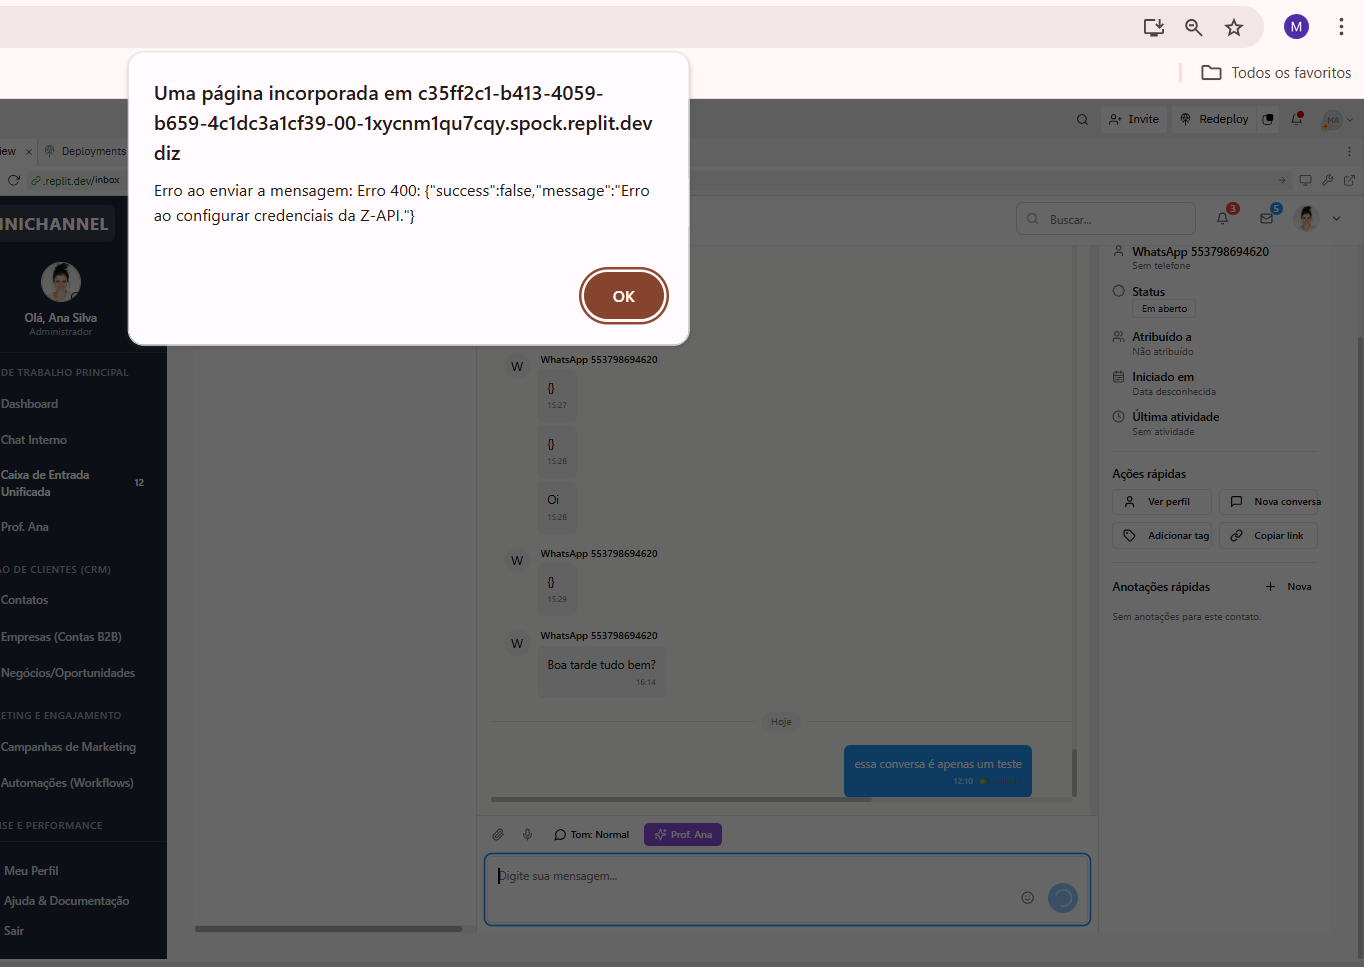 Todos os favoritos
Uma página incorporada em c35ff2c1-b413-4059-
b659-4c1dc3a1cf39-00-1xycnm1qu7cqy.spock.replit.dev
diz
Erro ao enviar a mensagem: Erro 400: {"success":false,"message":"Erro
ao configurar credenciais da Z-API."}
OK
M
Invite
Redeploy
MA
iew
Deployments
.replit.dev/inbox
NICHANNEL
Buscar...
3
5
Olá, Ana Silva
Administrador
DE TRABALHO PRINCIPAL
Dashboard
Chat Interno
Caixa de Entrada
Unificada
12
Prof. Ana
ÃO DE CLIENTES (CRM)
Contatos
Empresas (Contas B2B)
Negócios/Oportunidades
ETING E ENGAJAMENTO
Campanhas de Marketing
Automações (Workflows)
ISE E PERFORMANCE
Meu Perfil
Ajuda & Documentação
Sair
W
WhatsApp 553798694620
{}
15:27
{}
15:28
Oi
15:28
W
WhatsApp 553798694620
{}
15:29
W
WhatsApp 553798694620
Boa tarde tudo bem?
16:14
Hoje
essa conversa é apenas um teste
12:10
Tom: Normal
Prof. Ana
Digite sua mensagem...
WhatsApp 553798694620
Sem telefone
Status
Em aberto
Atribuído a
Não atribuído
Iniciado em
Data desconhecida
Última atividade
Sem atividade
Ações rápidas
Ver perfil
Nova conversa
Adicionar tag
Copiar link
Anotações rápidas
Nova
Sem anotações para este contato.